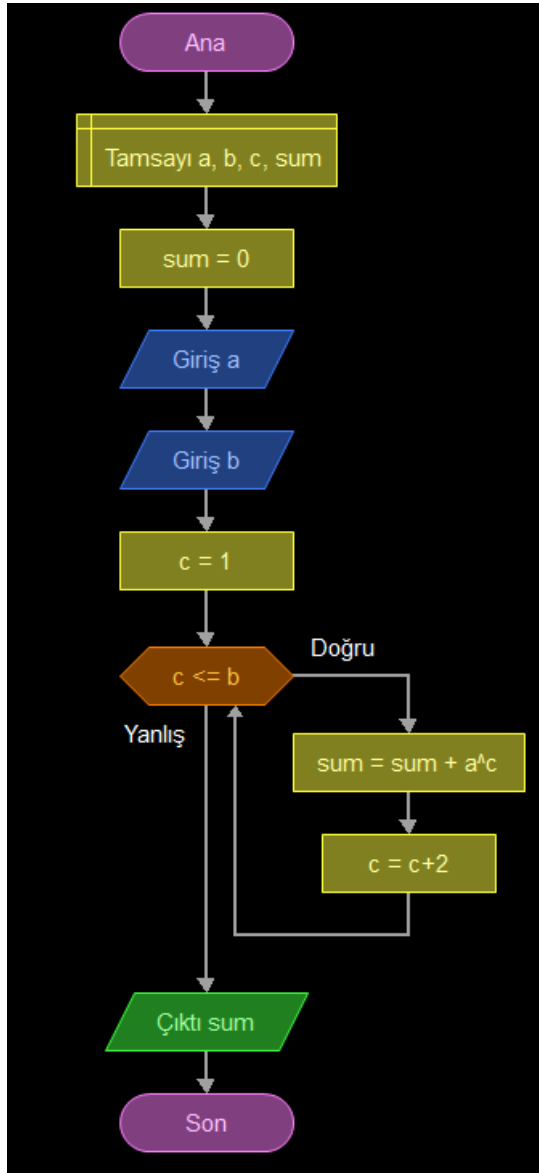 Ana
Tamsayı a, b, c, sum
sum = 0
Giriş a
Giriş b
c = 1
c <= b
Doğru
Yanlış
sum = sum + a^c
c = c+2
Çıktı sum
Son